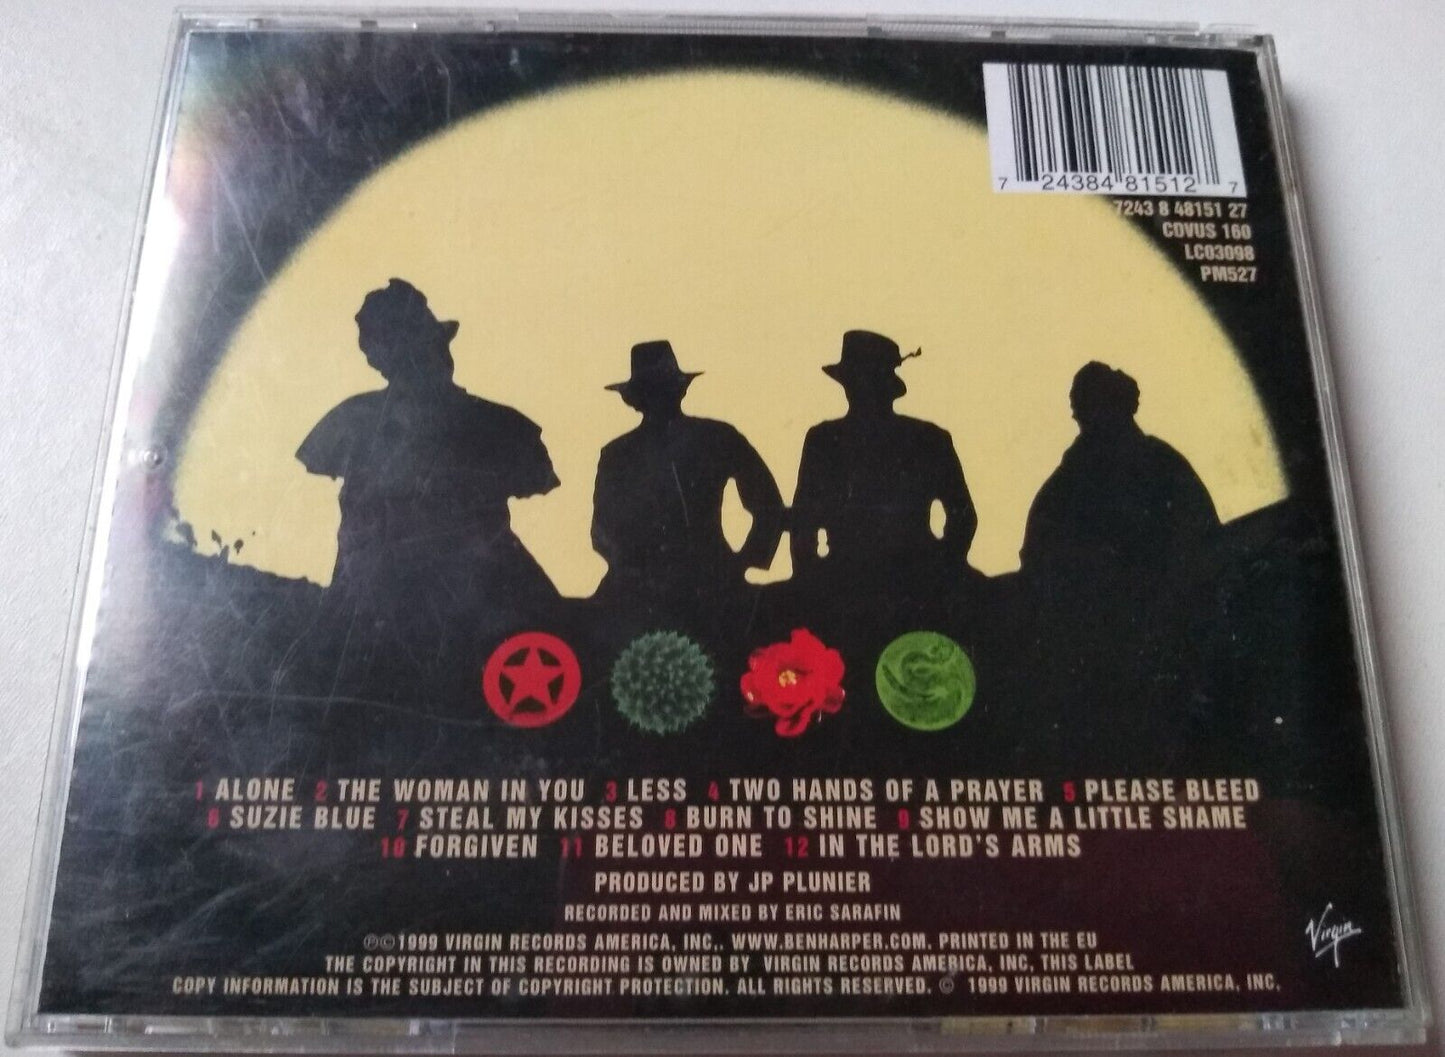 7 24384 81512 7
7243 8 48151 27
CDVUS 160
LC03098
PM527
1 ALONE 2 THE WOMAN IN YOU 3 LESS 4 TWO HANDS OF A PRAYER 5 PLEASE BLEED
6 SUZIE BLUE 7 STEAL MY KISSES 8 BURN TO SHINE 9 SHOW ME A LITTLE SHAME
10 FORGIVEN 11 BELOVED ONE 12 IN THE LORD'S ARMS
PRODUCED BY JP PLUNIER
RECORDED AND MIXED BY ERIC SARAFIN
℗©1999 VIRGIN RECORDS AMERICA, INC,. WWW.BENHARPER.COM. PRINTED IN THE EU
THE COPYRIGHT IN THIS RECORDING IS OWNED BY VIRGIN RECORDS AMERICA, INC, THIS LABEL
COPY INFORMATION IS THE SUBJECT OF COPYRIGHT PROTECTION. ALL RIGHTS RESERVED. © 1999 VIRGIN RECORDS AMERICA, INC.
Virgin